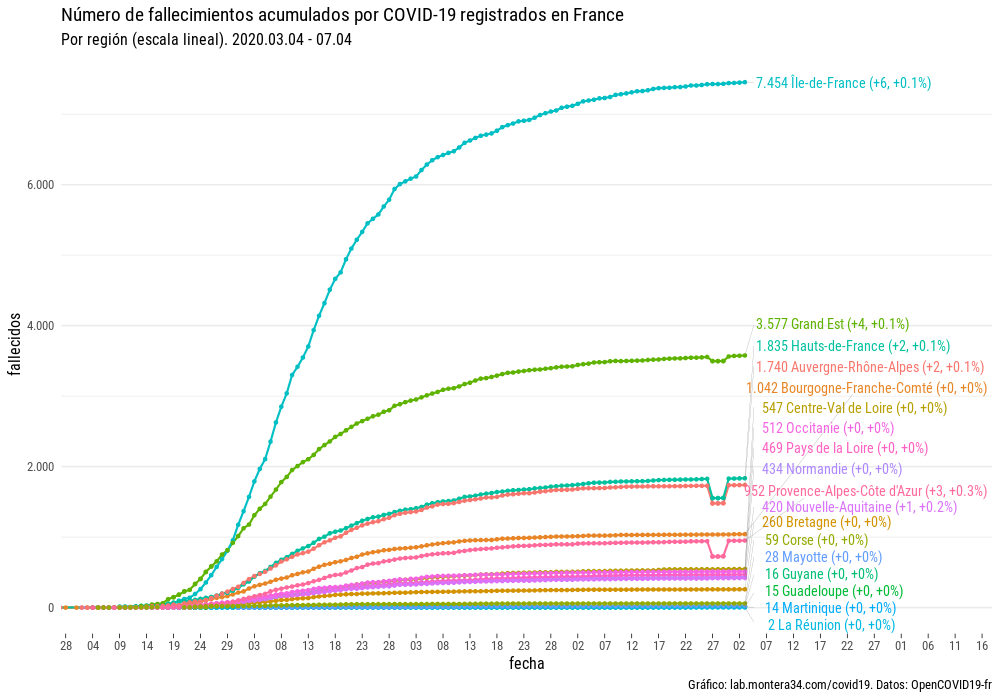 Número de fallecimientos acumulados por COVID-19 registrados en France
Por región (escala lineal). 2020.03.04 - 07.04
fallecidos
6.000
4.000
2.000
0
7.454 Île-de-France (+6, +0.1%)
3.577 Grand Est (+4, +0.1%)
1.835 Hauts-de-France (+2, +0.1%)
1.740 Auvergne-Rhône-Alpes (+2, +0.1%)
1.042 Bourgogne-Franche-Comté (+0, +0%)
547 Centre-Val de Loire (+0, +0%)
512 Occitanie (+0, +0%)
469 Pays de la Loire (+0, +0%)
434 Normandie (+0, +0%)
952 Provence-Alpes-Côte d'Azur (+3, +0.3%)
420 Nouvelle-Aquitaine (+1, +0.2%)
260 Bretagne (+0, +0%)
59 Corse (+0, +0%)
28 Mayotte (+0, +0%)
16 Guyane (+0, +0%)
15 Guadeloupe (+0, +0%)
14 Martinique (+0, +0%)
2 La Réunion (+0, +0%)
28 04 09 14 19 24 29 03 08 13 18 23 28 03 08 13 18 23 28 02 07 12 17 22 27 02 07 12 17 22 27 01 06 11 16
fecha
Gráfico: lab.montera34.com/covid19. Datos: OpenCOVID19-fr